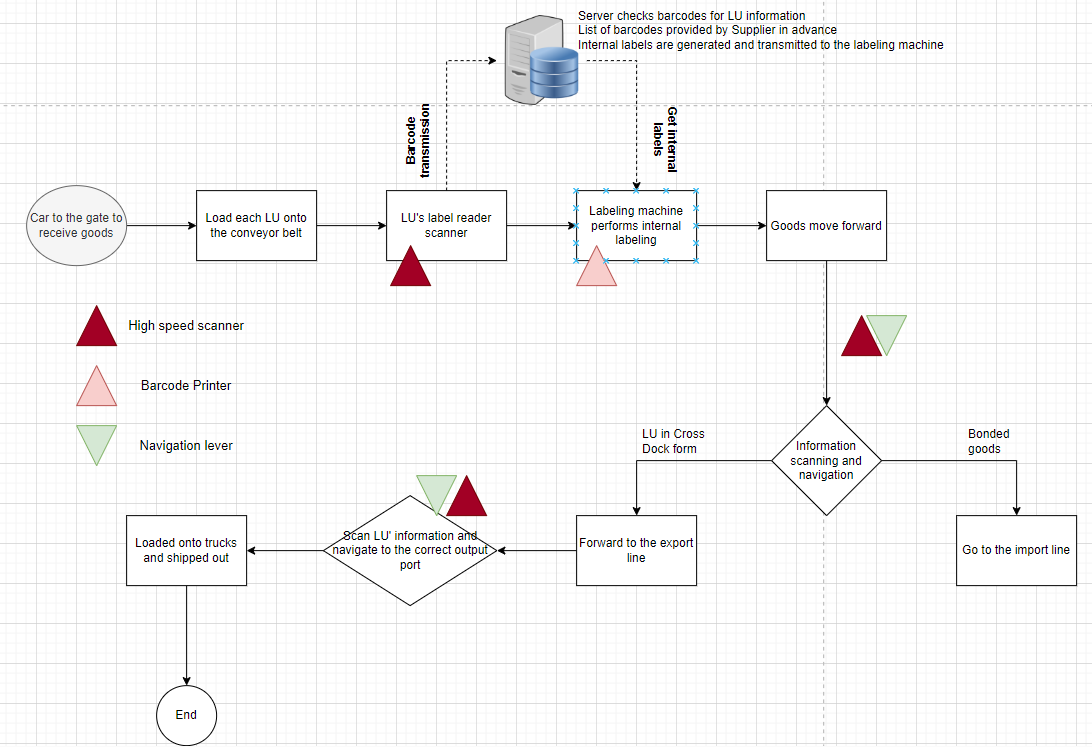 Server checks barcodes for LU information
List of barcodes provided by Supplier in advance
Internal labels are generated and transmitted to the labeling machine
Barcode
transmission
Get internal
labels
Car to the gate to
receive goods
Load each LU onto
the conveyor belt
LU's label reader
scanner
Labeling machine
performs internal
labeling
Goods move forward
High speed scanner
Barcode Printer
Navigation lever
LU in Cross
Dock form
Information
scanning and
navigation
Bonded
goods
Loaded onto trucks
and shipped out
Scan LU' information and
navigate to the correct output
port
Forward to the export
line
Go to the import line
End